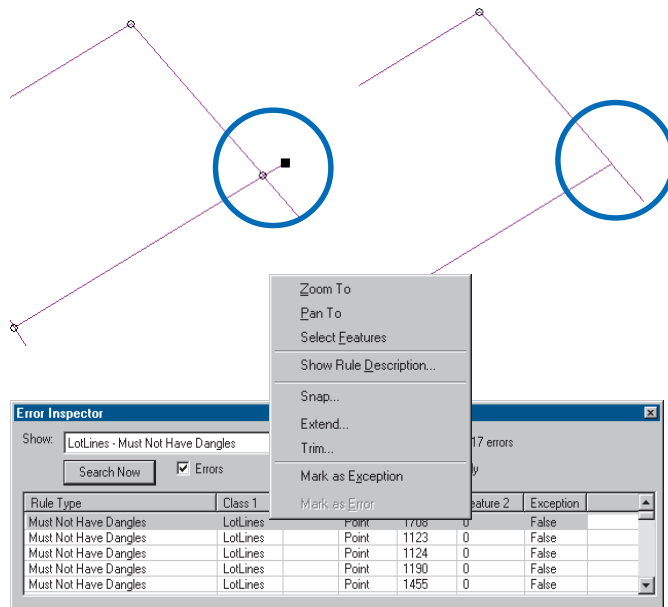 Zoom To
Pan To
Select Features
Show Rule Description...
Snap...
Extend...
Trim...
Mark as Exception
Mark as Error
Error Inspector
Show: LotLines - Must Not Have Dangles 17 errors
Search Now Errors
Rule Type Class 1 Feature 2 Exception
Must Not Have Dangles LotLines Point 1708 0 False
Must Not Have Dangles LotLines Point 1123 0 False
Must Not Have Dangles LotLines Point 1124 0 False
Must Not Have Dangles LotLines Point 1190 0 False
Must Not Have Dangles LotLines Point 1455 0 False